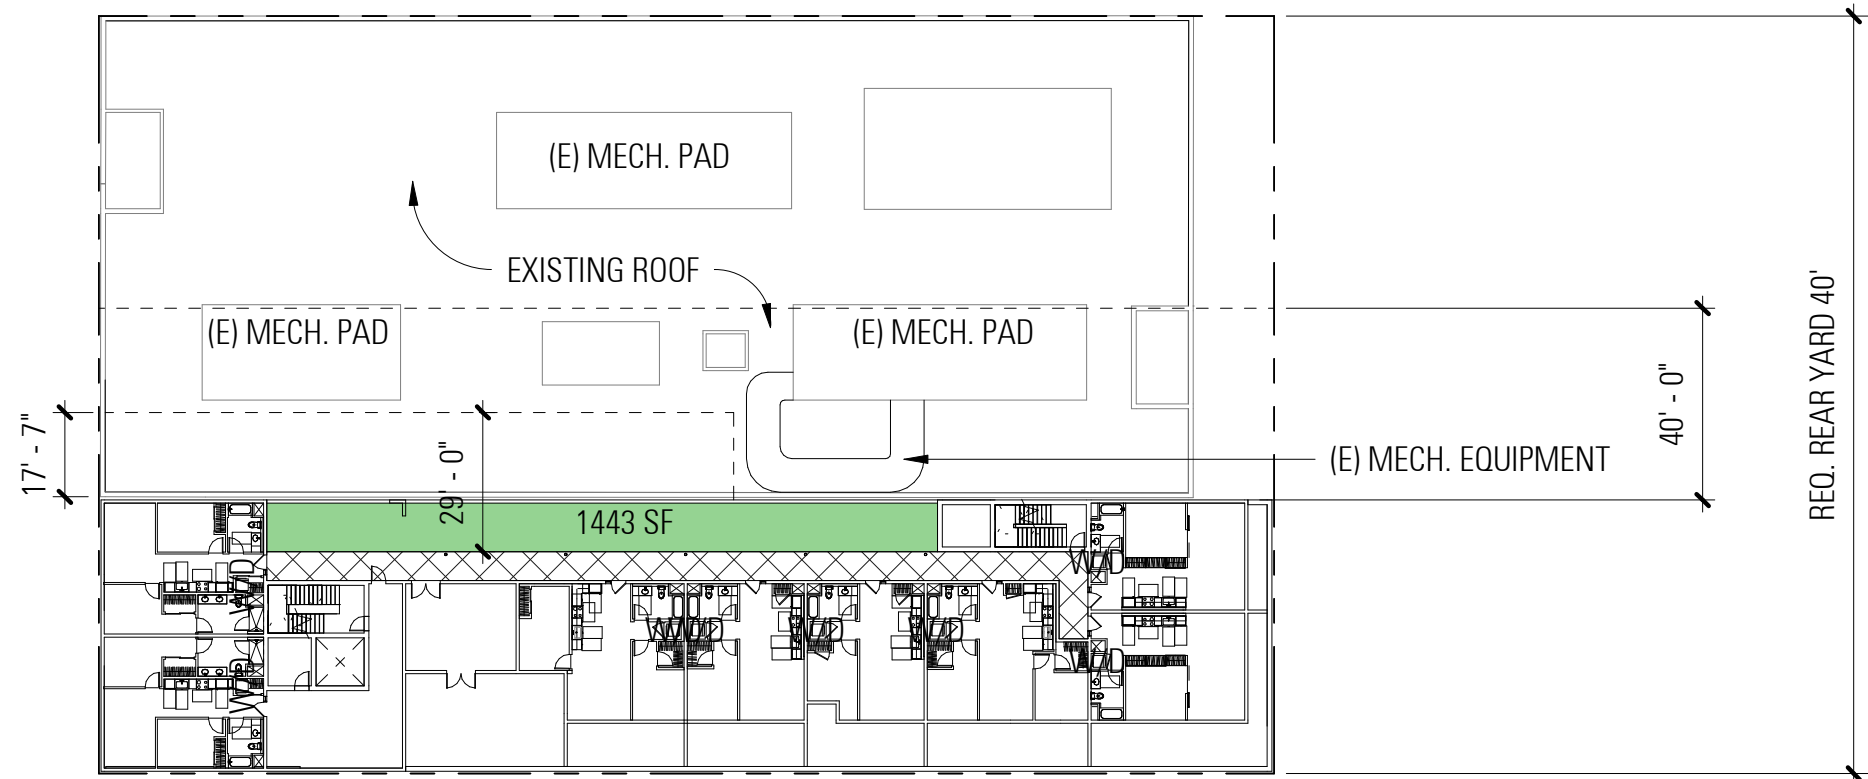 (E) MECH. PAD
EXISTING ROOF
(E) MECH. PAD
(E) MECH. PAD
17' - 7"
29' - 0"
40' - 0"
REQ. REAR YARD 40'
(E) MECH. EQUIPMENT
1443 SF
W/D
W/D
W/D
W/D
W/D
W/D
W/D
W/D